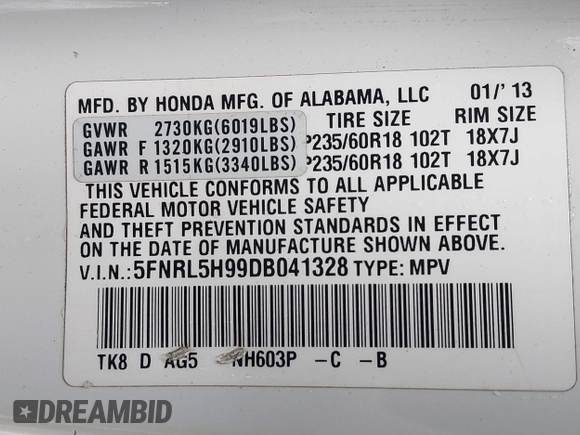 MFD. BY HONDA MFG. OF ALABAMA, LLC 01/' 13
TIRE SIZE RIM SIZE
GVWR 2730KG(6019LBS)
GAWR F 1320KG(2910LBS) P235/60R18 102T 18X7J
GAWR R 1515KG(3340LBS) P235/60R18 102T 18X7J
THIS VEHICLE CONFORMS TO ALL APPLICABLE
FEDERAL MOTOR VEHICLE SAFETY
AND THEFT PREVENTION STANDARDS IN EFFECT
ON THE DATE OF MANUFACTURE SHOWN ABOVE.
V.I.N.:5FNRL5H99DB041328 TYPE: MPV
TK8 D AG5 NH603P -C -B
DREAMBID